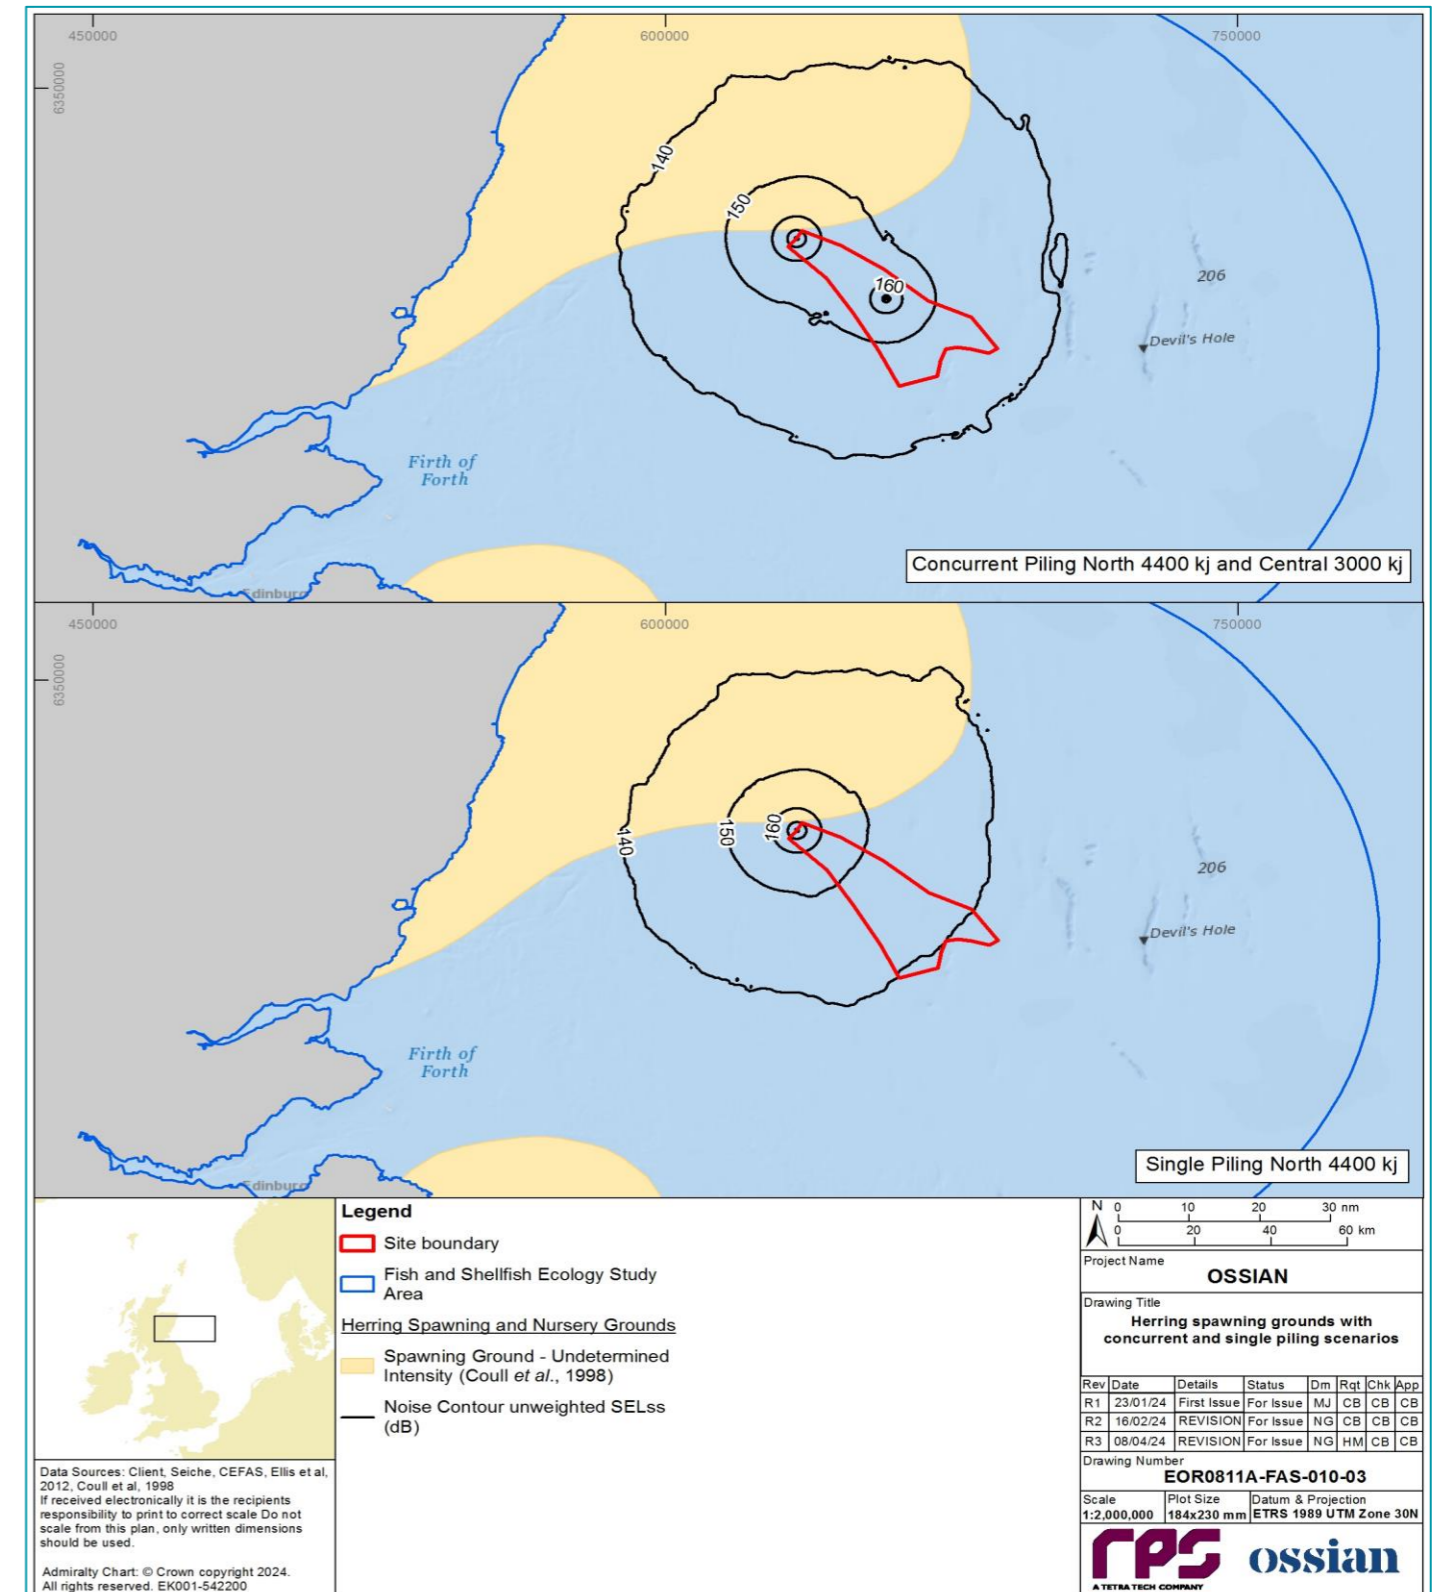 450000
600000
750000
6350000
140
150
160
206
Devil's Hole
Firth of
Forth
Edinburg
Concurrent Piling North 4400 kj and Central 3000 kj
450000
600000
750000
6350000
140
150
160
206
Devil's Hole
Firth of
Forth
Edinburg
Single Piling North 4400 kj
Legend
Site boundary
Fish and Shellfish Ecology Study
Area
Herring Spawning and Nursery Grounds
Spawning Ground - Undetermined
Intensity (Coull et al., 1998)
Noise Contour unweighted SELss
(dB)
Data Sources: Client, Seiche, CEFAS, Ellis et al,
2012, Coull et al, 1998
If received electronically it is the recipients
responsibility to print to correct scale Do not
scale from this plan, only written dimensions
should be used.
Admiralty Chart: © Crown copyright 2024.
All rights reserved. EK001-542200
N 0 10 20 30 nm
0 20 40 60 km
Project Name
OSSIAN
Drawing Title
Herring spawning grounds with
concurrent and single piling scenarios
Rev Date Details Status Dm Rqt Chk App
R1 23/01/24 First Issue For Issue MJ CB CB CB
R2 16/02/24 REVISION For Issue NG CB CB CB
R3 08/04/24 REVISION For Issue NG HM CB CB
Drawing Number
EOR0811A-FAS-010-03
Scale Plot Size Datum & Projection
1:2,000,000 184x230 mm ETRS 1989 UTM Zone 30N
rps ossian
A TETRA TECH COMPANY